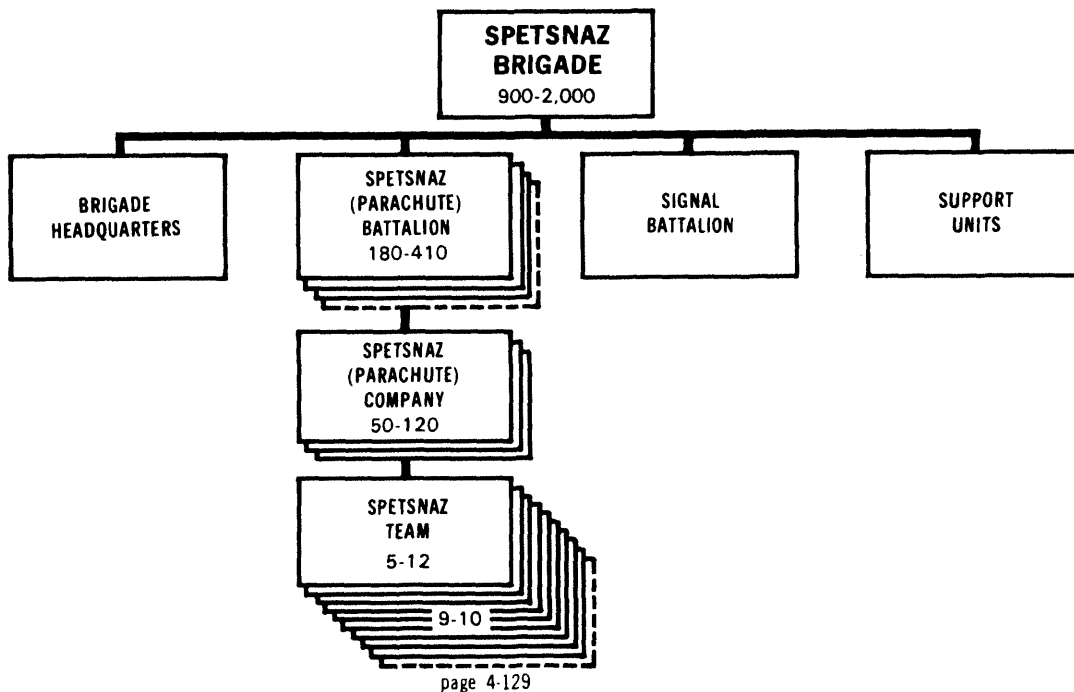 SPETSNAZ
BRIGADE
900-2,000
BRIGADE
HEADQUARTERS
SPETSNAZ
(PARACHUTE)
BATTALION
180-410
SIGNAL
BATTALION
SUPPORT
UNITS
SPETSNAZ
(PARACHUTE)
COMPANY
50-120
SPETSNAZ
TEAM
5-12
9-10
page 4-129